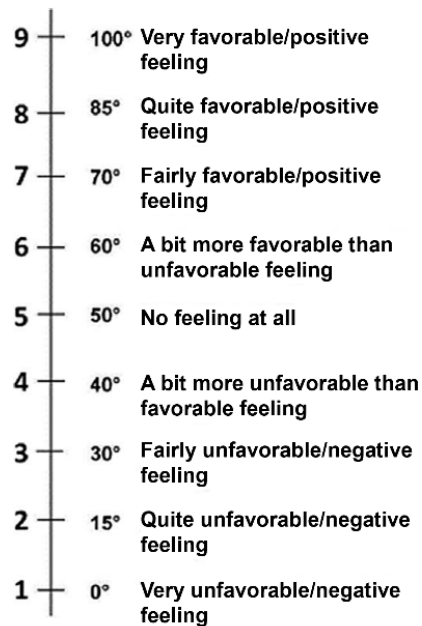 9 100° Very favorable/positive
feeling
8 85° Quite favorable/positive
feeling
7 70° Fairly favorable/positive
feeling
6 60° A bit more favorable than
unfavorable feeling
5 50° No feeling at all
4 40° A bit more unfavorable than
favorable feeling
3 30° Fairly unfavorable/negative
feeling
2 15° Quite unfavorable/negative
feeling
1 0° Very unfavorable/negative
feeling